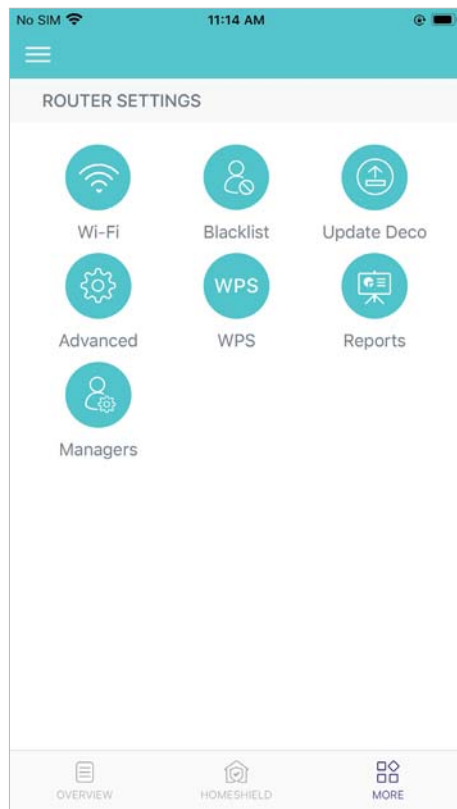 No SIM 11:14 AM
ROUTER SETTINGS
Wi-Fi Blacklist Update Deco
WPS
Advanced WPS Reports
Managers
OVERVIEW HOMESHIELD MORE